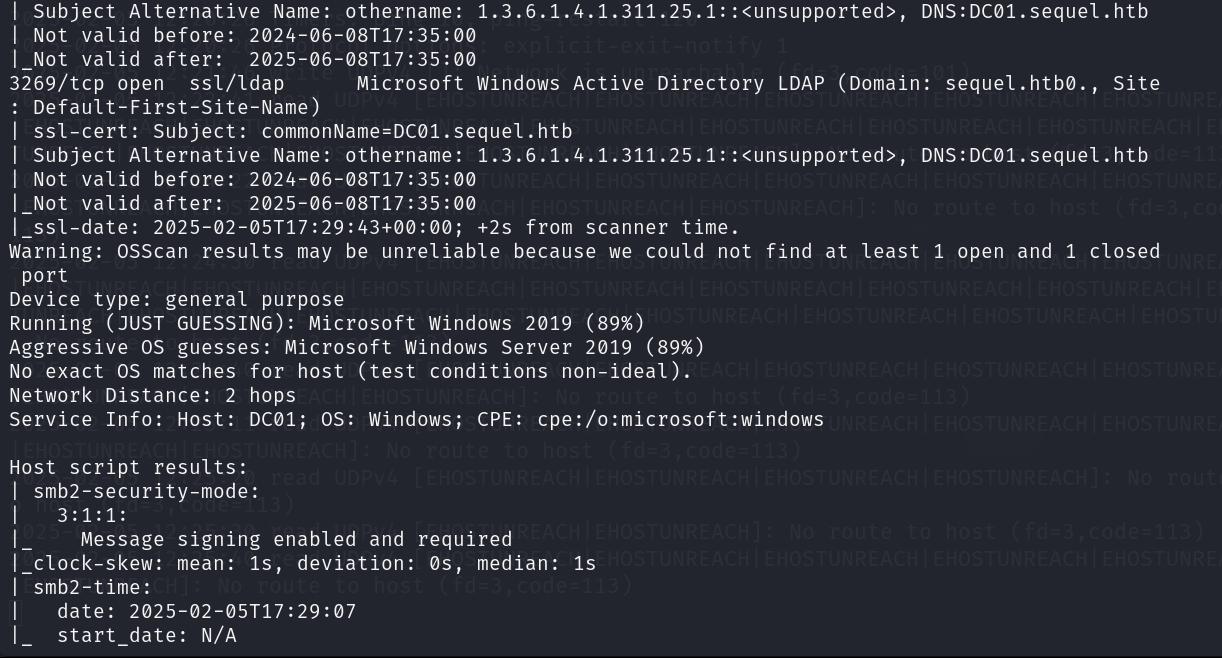 | Subject Alternative Name: othername: 1.3.6.1.4.1.311.25.1::<unsupported>, DNS:DC01.sequel.htb
| Not valid before: 2024-06-08T17:35:00
|_Not valid after:  2025-06-08T17:35:00
3269/tcp open  ssl/ldap      Microsoft Windows Active Directory LDAP (Domain: sequel.htb0., Site
: Default-First-Site-Name)
| ssl-cert: Subject: commonName=DC01.sequel.htb
| Subject Alternative Name: othername: 1.3.6.1.4.1.311.25.1::<unsupported>, DNS:DC01.sequel.htb
| Not valid before: 2024-06-08T17:35:00
|_Not valid after:  2025-06-08T17:35:00
|_ssl-date: 2025-02-05T17:29:43+00:00; +2s from scanner time.
Warning: OSScan results may be unreliable because we could not find at least 1 open and 1 closed
 port
Device type: general purpose
Running (JUST GUESSING): Microsoft Windows 2019 (89%)
Aggressive OS guesses: Microsoft Windows Server 2019 (89%)
No exact OS matches for host (test conditions non-ideal).
Network Distance: 2 hops
Service Info: Host: DC01; OS: Windows; CPE: cpe:/o:microsoft:windows

Host script results:
| smb2-security-mode:
|   3:1:1:
|_    Message signing enabled and required
|_clock-skew: mean: 1s, deviation: 0s, median: 1s
| smb2-time:
|   date: 2025-02-05T17:29:07
|_  start_date: N/A